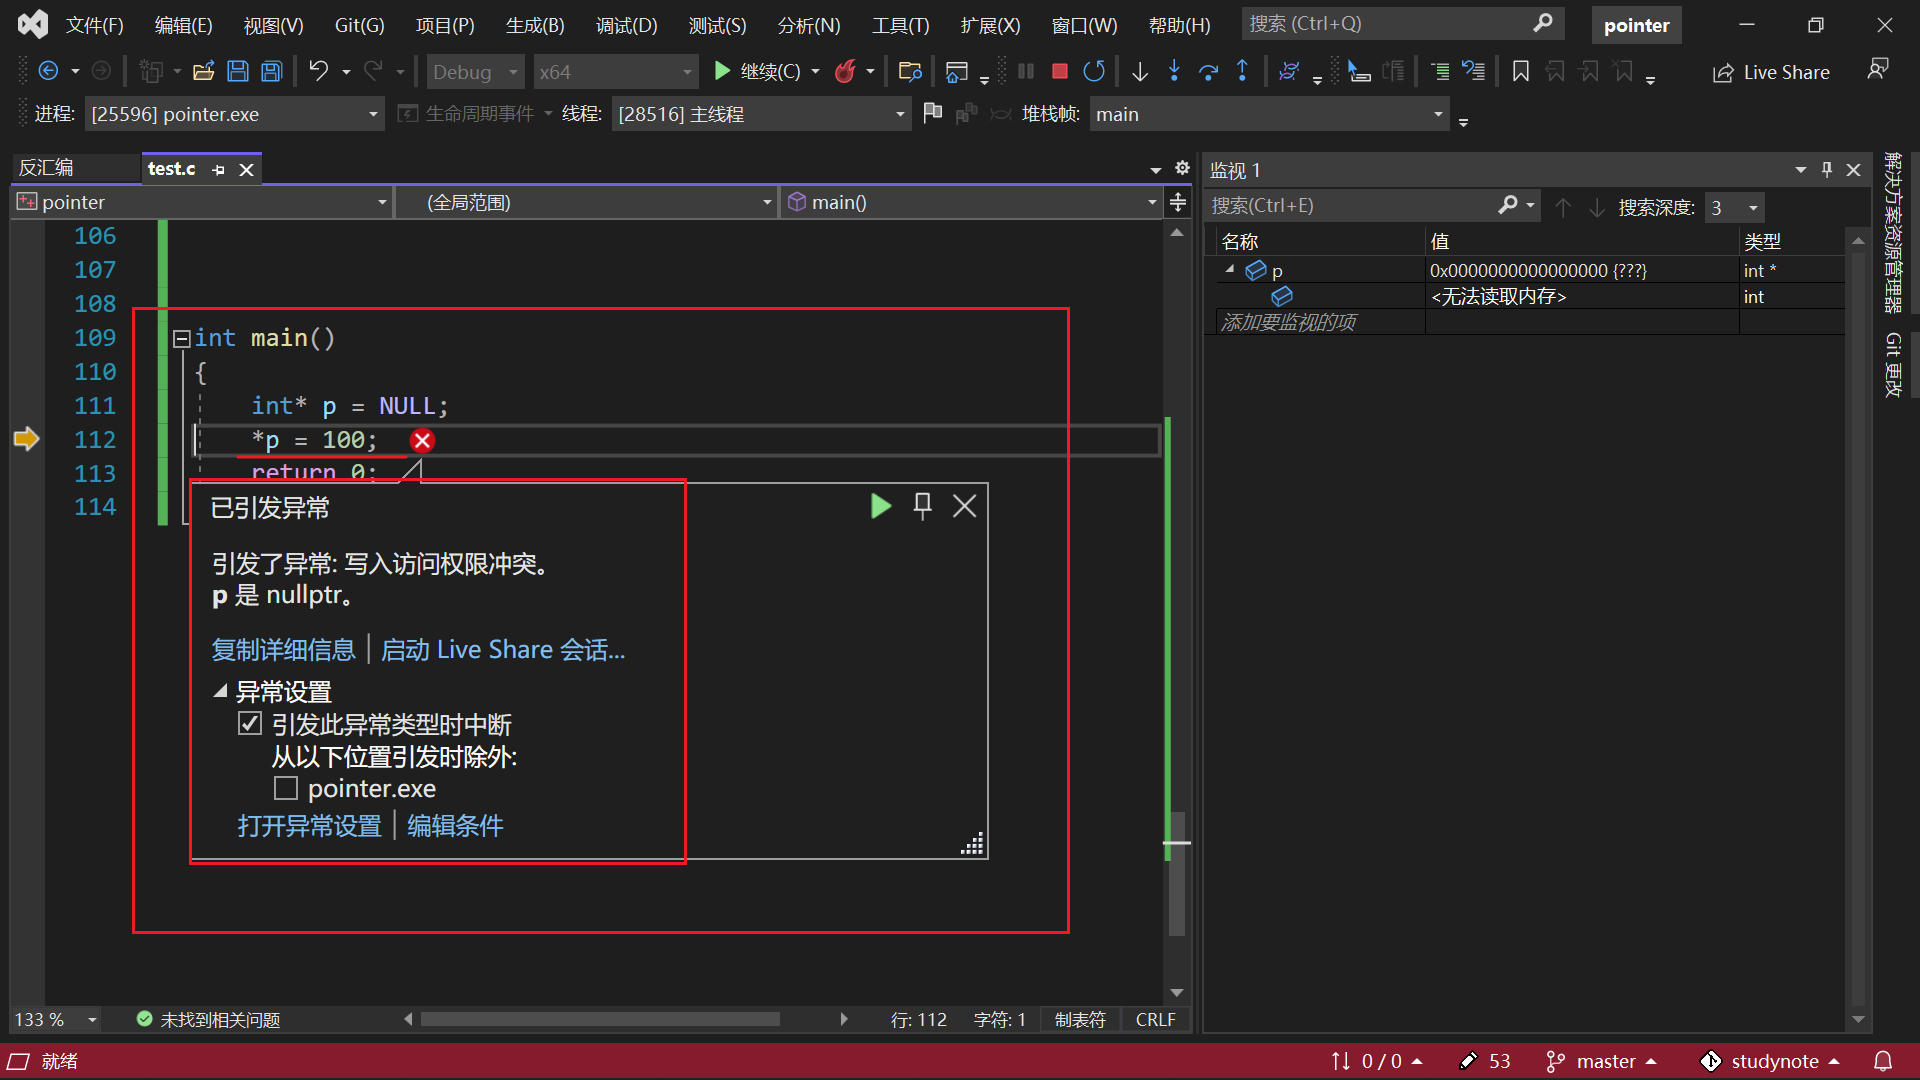 文件(F) 编辑(E) 视图(V) Git(G) 项目(P) 生成(B) 调试(D) 测试(S) 分析(N) 工具(T) 扩展(X) 窗口(W) 帮助(H) 搜索 (Ctrl+Q) pointer
Debug x64 继续(C) Live Share
进程: [25596] pointer.exe 生命周期事件 线程: [28516] 主线程 堆栈帧: main
反汇编 test.c
pointer (全局范围) main()
106
107
108
109 int main()
110 {
111 int* p = NULL;
112 *p = 100;
113 return 0;
114
已引发异常
引发了异常: 写入访问权限冲突。
p 是 nullptr。
复制详细信息 | 启动 Live Share 会话...
异常设置
引发此异常类型时中断
从以下位置引发时除外:
pointer.exe
打开异常设置 | 编辑条件
133 % 未找到相关问题 行: 112 字符: 1 制表符 CRLF
监视 1
搜索(Ctrl+E) 搜索深度: 3
名称 值 类型
p 0x0000000000000000 {???} int *
<无法读取内存> int
添加要监视的项
解决方案资源管理器
Git 更改
就绪 0 / 0 53 master studynote